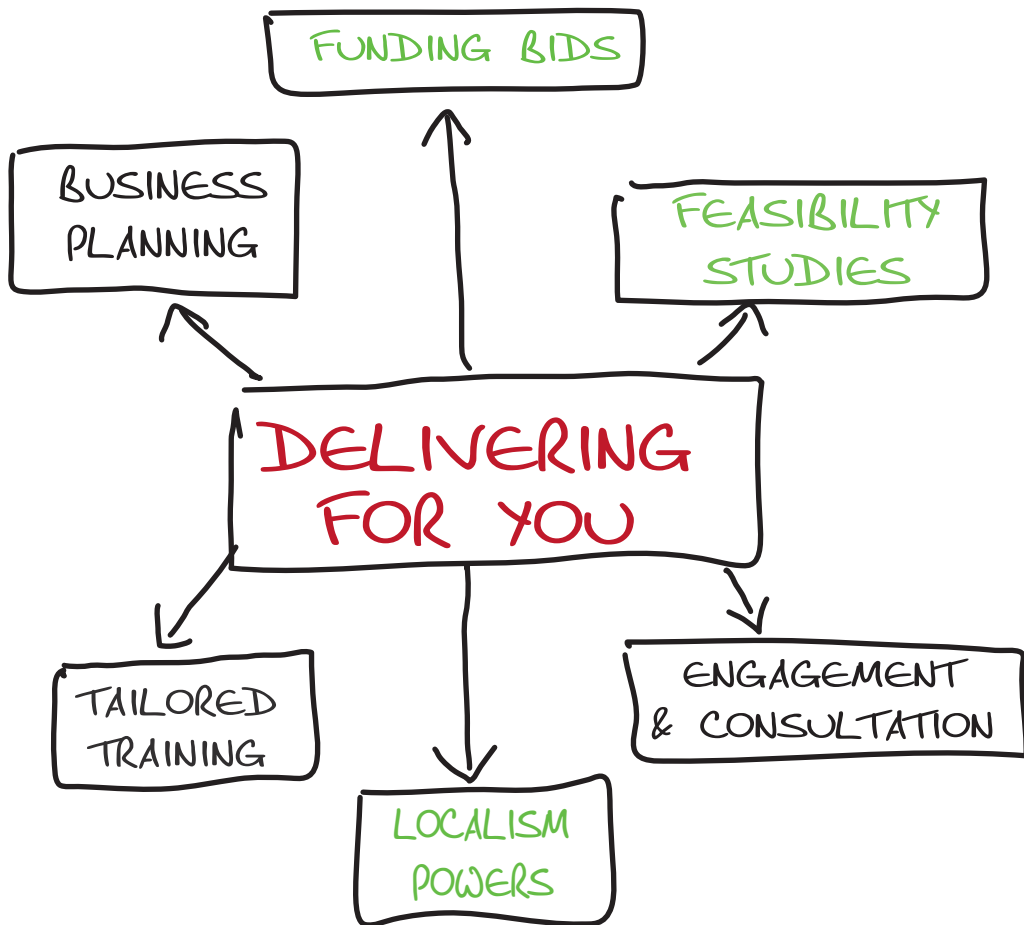 FUNDING BIDS
BUSINESS
PLANNING
FEASIBILITY
STUDIES
DELIVERING
FOR YOU
TAILORED
TRAINING
ENGAGEMENT
& CONSULTATION
LOCALISM
POWERS